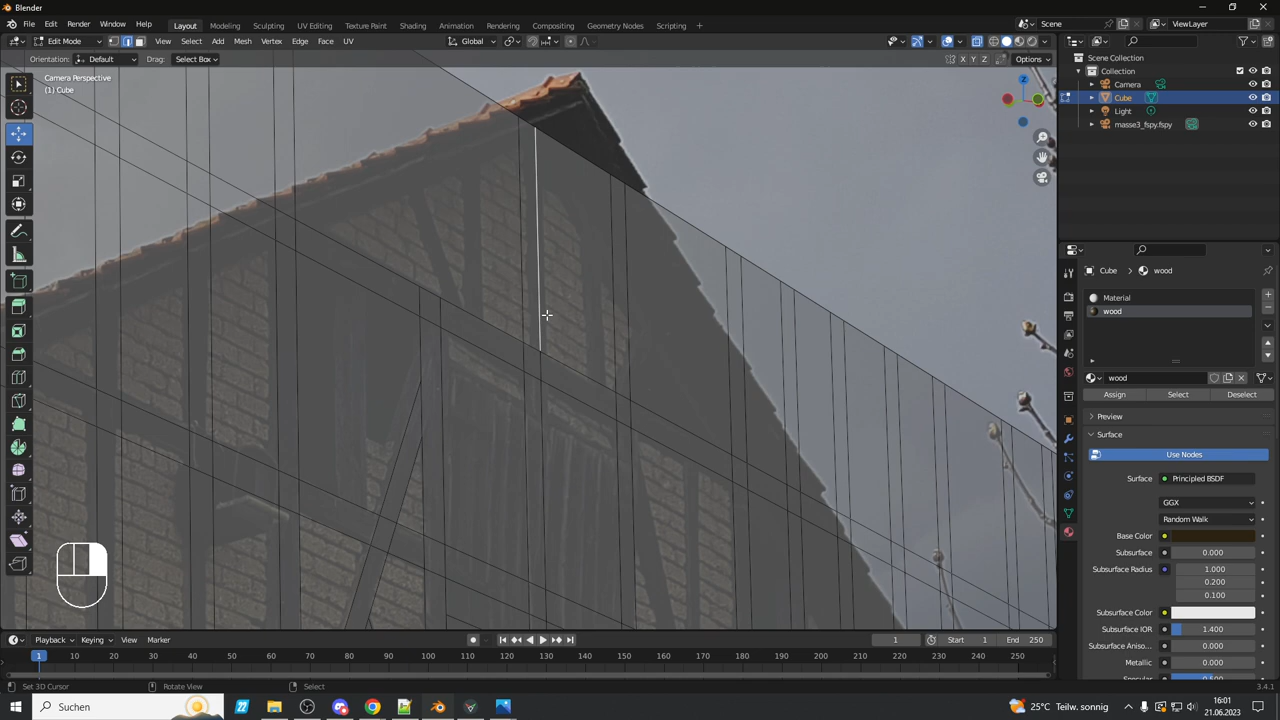 Blender
File Edit Render Window Help
Layout Modeling Sculpting UV Editing Texture Paint Shading Animation Rendering Compositing Geometry Nodes Scripting +
Scene
ViewLayer
Edit Mode View Select Add Mesh Vertex Edge Face UV
Global
Orientation: Default Drag: Select Box
X Y Z Options
Camera Perspective
(1) Cube
Z
Scene Collection
Collection
Camera
Cube
Light
masse3_fspy.fspy
Cube > wood
Material
wood
wood
Assign Select Deselect
Preview
Surface
Use Nodes
Surface Principled BSDF
GGX
Random Walk
Base Color
Subsurface 0.000
Subsurface Radius 1.000
0.200
0.100
Subsurface Color
Subsurface IOR 1.400
Subsurface Aniso... 0.000
Metallic 0.000
Specular 0.500
Playback Keying View Marker
1 Start 1 End 250
1 10 20 30 40 50 60 70 80 90 100 110 120 130 140 150 160 170 180 190 200 210 220 230 240 250
Set 3D Cursor Rotate View Select
3.4.1
Suchen
25°C Teilw. sonnig
16:01
21.06.2023